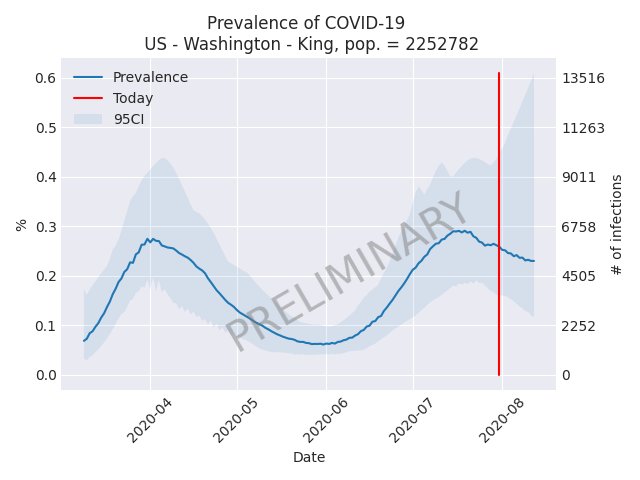 Prevalence of COVID-19
US - Washington - King, pop. = 2252782
Prevalence
Today
95CI
0.6
0.5
0.4
0.3
0.2
0.1
0.0
%
13516
11263
9011
6758
4505
2252
0
# of infections
PRELIMINARY
2020-04
2020-05
2020-06
2020-07
2020-08
Date